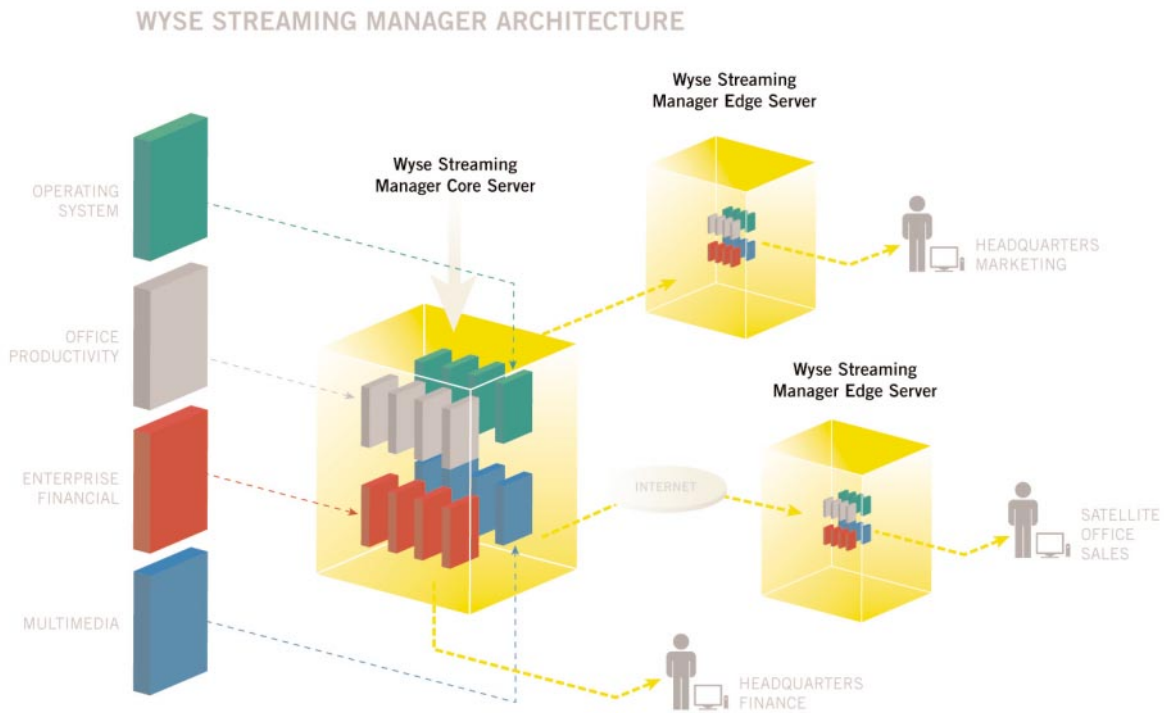 WYSE STREAMING MANAGER ARCHITECTURE
Wyse Streaming
Manager Edge Server
Wyse Streaming
Manager Core Server
OPERATING
SYSTEM
HEADQUARTERS
MARKETING
OFFICE
PRODUCTIVITY
Wyse Streaming
Manager Edge Server
ENTERPRISE
FINANCIAL
INTERNET
SATELLITE
OFFICE
SALES
MULTIMEDIA
HEADQUARTERS
FINANCE